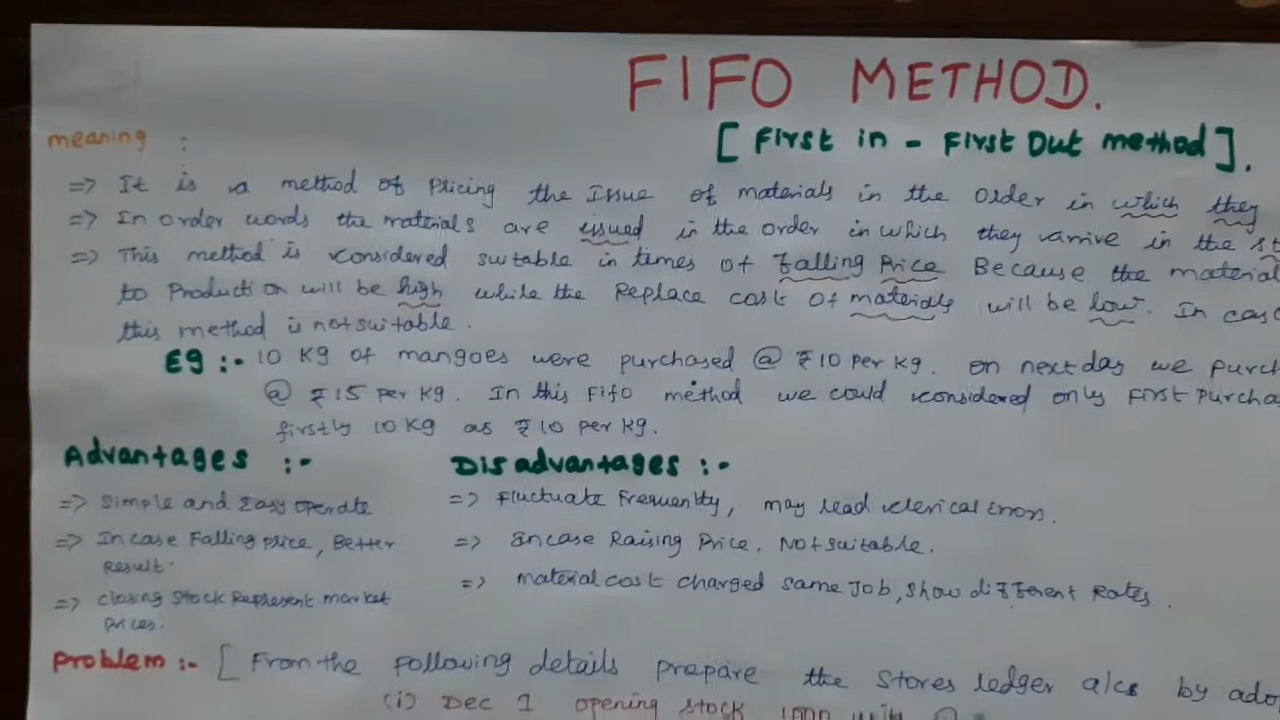 FIFO METHOD.
[First in - First Out method].
meaning :
=> It is a method of Pricing the Issue of materials in the Order in which they
=> In order words the materials are issued in the order in which they arrive in the st
=> This method is considered suitable in times of Falling Price Because the material
to Production will be high while the Replace cost Of materials will be low. In cas
this method is not suitable.
Eg :- 10 Kg of mangoes were purchased @ ₹10 per kg. on next day we purch
@ ₹15 per kg. In this Fifo method we could considered only First Purcha
firstly 10 Kg as ₹10 per kg.
Advantages :-
=> Simple and Easy operate
=> In case Falling price, Better
Result.
=> closing Stock Represent market
prices.
Disadvantages :-
=> Fluctuate Frequently, may lead clerical Errors.
=> Incase Raising Price, Not suitable.
=> material cost charged same Job, show different Rates.
Problem :- [From the following details prepare the Stores ledger a/cs by ado
(i) Dec 1 opening stock 1000 units @